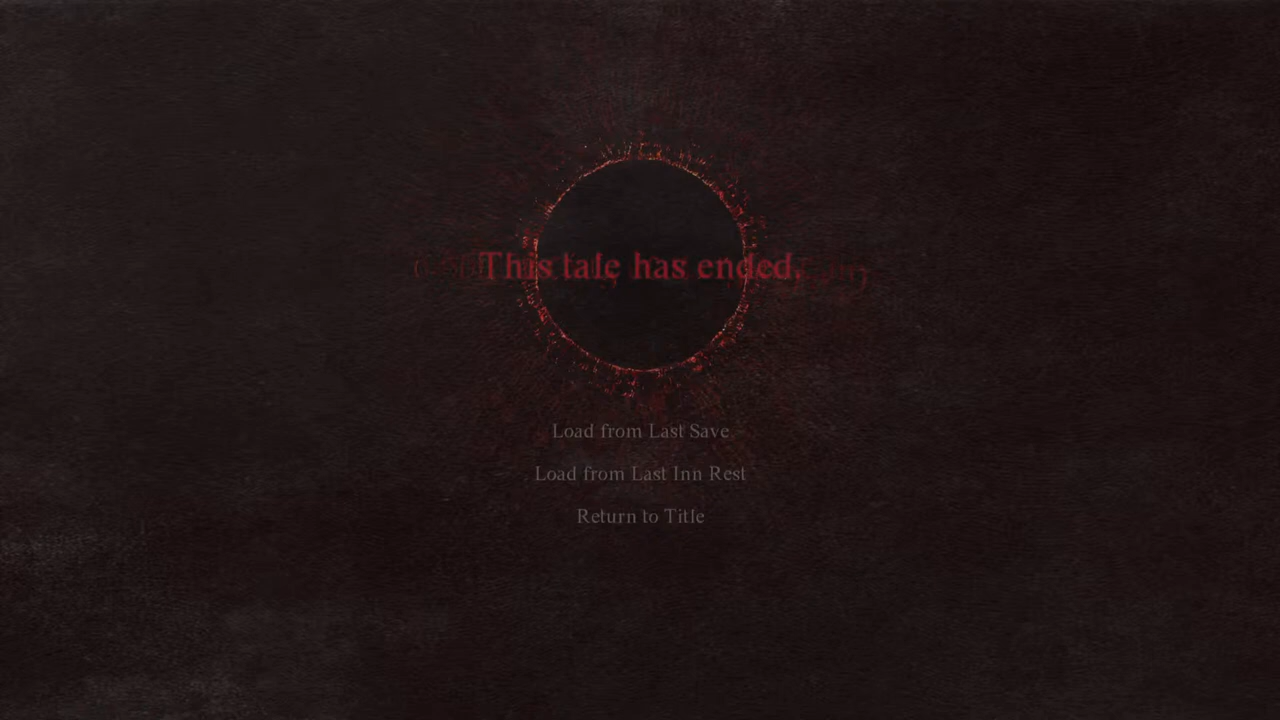 This tale has ended.
Load from Last Save
Load from Last Inn Rest
Return to Title